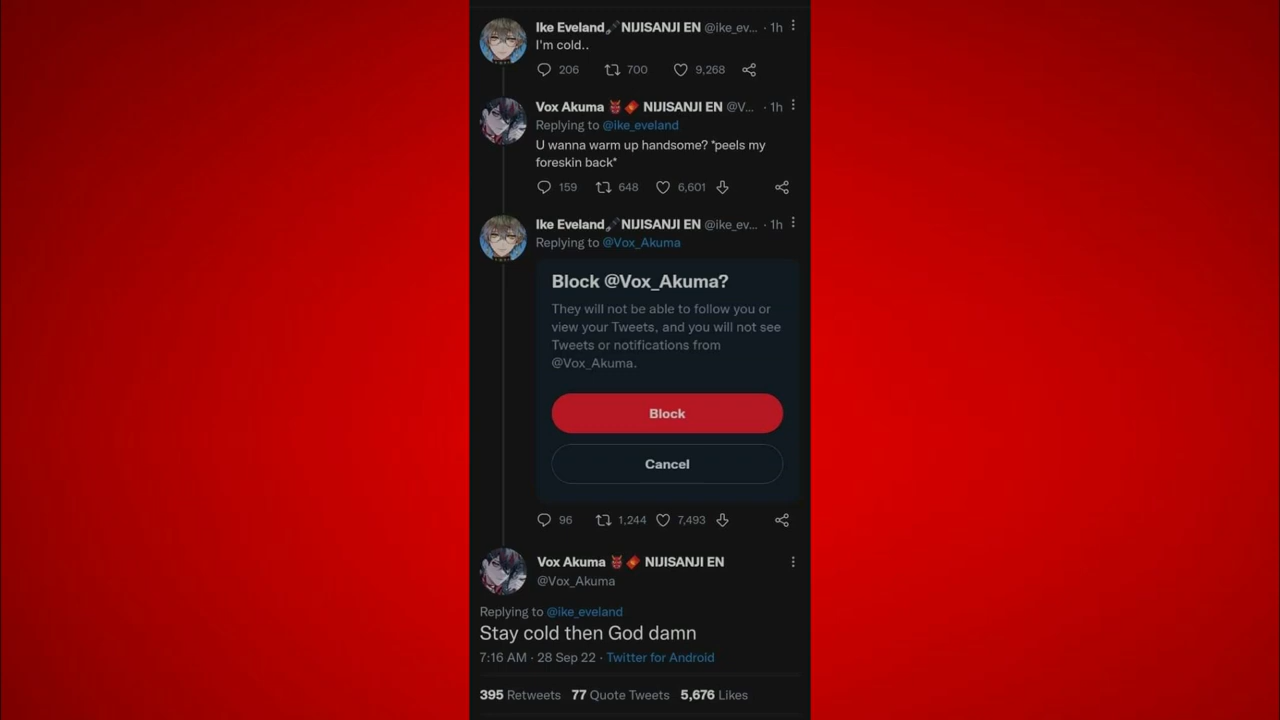 Ike Eveland🖋️NIJISANJI EN @ike_ev... · 1h
I'm cold..
206 700 9,268
Vox Akuma 👹🧧 NIJISANJI EN @V... · 1h
Replying to @ike_eveland
U wanna warm up handsome? *peels my
foreskin back*
159 648 6,601
Ike Eveland🖋️NIJISANJI EN @ike_ev... · 1h
Replying to @Vox_Akuma
Block @Vox_Akuma?
They will not be able to follow you or
view your Tweets, and you will not see
Tweets or notifications from
@Vox_Akuma.
Block
Cancel
96 1,244 7,493
Vox Akuma 👹🧧 NIJISANJI EN
@Vox_Akuma
Replying to @ike_eveland
Stay cold then God damn
7:16 AM · 28 Sep 22 · Twitter for Android
395 Retweets 77 Quote Tweets 5,676 Likes